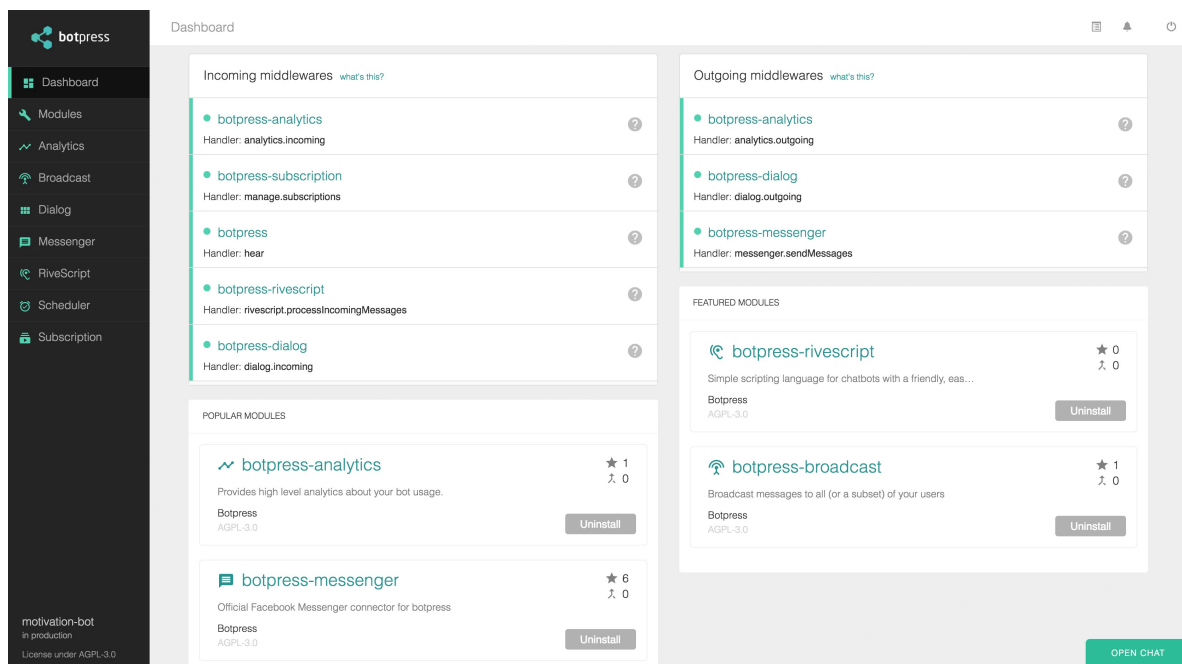 botpress
Dashboard
Dashboard
Modules
Analytics
Broadcast
Dialog
Messenger
RiveScript
Scheduler
Subscription
motivation-bot
in production
License under AGPL-3.0
Incoming middlewares what's this?
botpress-analytics
Handler: analytics.incoming
botpress-subscription
Handler: manage.subscriptions
botpress
Handler: hear
botpress-rivescript
Handler: rivescript.processIncomingMessages
botpress-dialog
Handler: dialog.incoming
POPULAR MODULES
botpress-analytics
1
0
Provides high level analytics about your bot usage.
Botpress
AGPL-3.0
Uninstall
botpress-messenger
6
0
Official Facebook Messenger connector for botpress
Botpress
AGPL-3.0
Uninstall
Outgoing middlewares what's this?
botpress-analytics
Handler: analytics.outgoing
botpress-dialog
Handler: dialog.outgoing
botpress-messenger
Handler: messenger.sendMessages
FEATURED MODULES
botpress-rivescript
0
0
Simple scripting language for chatbots with a friendly, eas…
Botpress
AGPL-3.0
Uninstall
botpress-broadcast
1
0
Broadcast messages to all (or a subset) of your users
Botpress
AGPL-3.0
Uninstall
OPEN CHAT